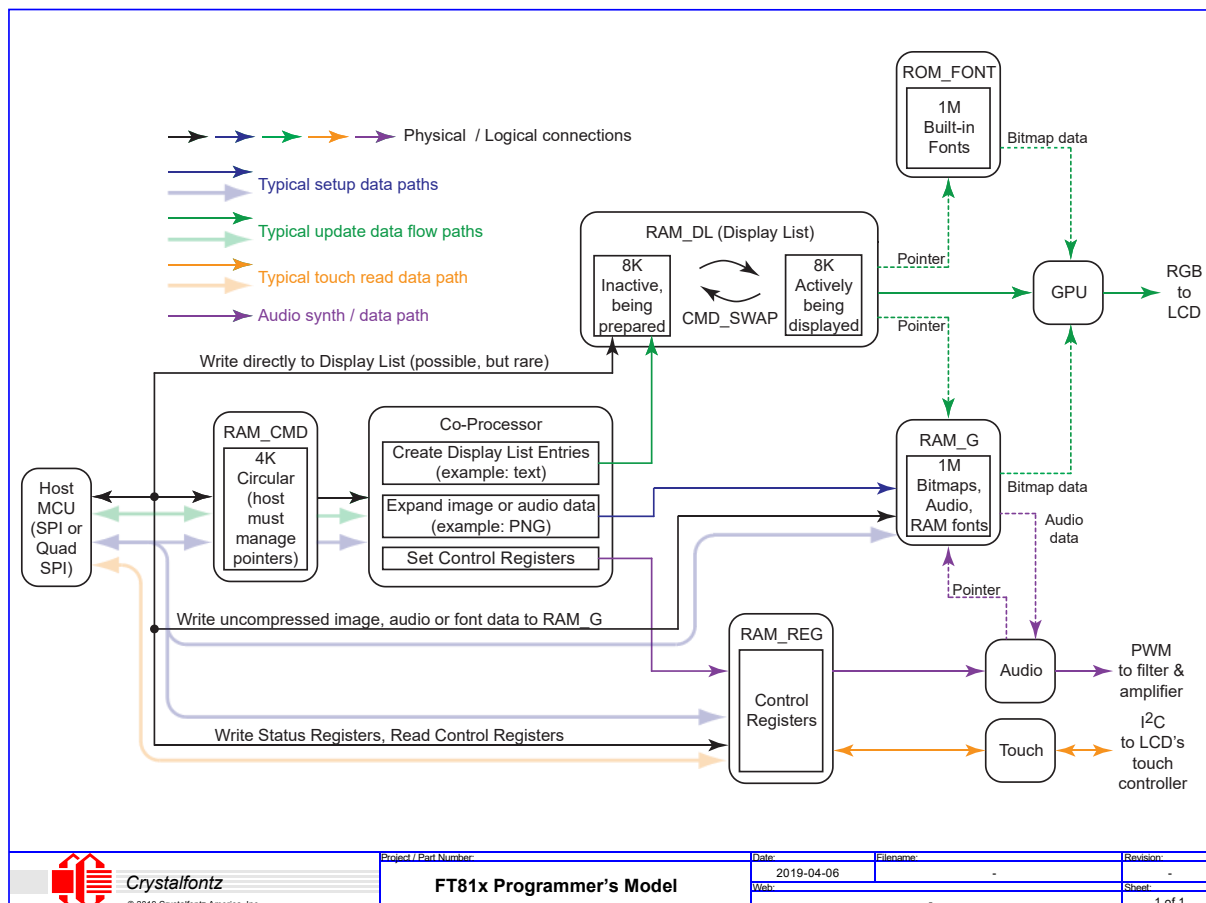 ROM_FONT
1M
Built-in
Fonts
Bitmap data
Physical / Logical connections
Typical setup data paths
Typical update data flow paths
Typical touch read data path
Audio synth / data path
RAM_DL (Display List)
8K
Inactive,
being
prepared
CMD_SWAP
8K
Actively
being
displayed
Pointer
Pointer
GPU
RGB
to
LCD
Write directly to Display List (possible, but rare)
RAM_CMD
4K
Circular
(host
must
manage
pointers)
Co-Processor
Create Display List Entries
(example: text)
Expand image or audio data
(example: PNG)
Set Control Registers
Host
MCU
(SPI or
Quad
SPI)
RAM_G
1M
Bitmaps,
Audio,
RAM fonts
Bitmap data
Audio
data
Pointer
Write uncompressed image, audio or font data to RAM_G
RAM_REG
Control
Registers
Audio
PWM
to filter &
amplifier
Write Status Registers, Read Control Registers
Touch
I2C
to LCD's
touch
controller
Crystalfontz
Project / Part Number:
FT81x Programmer's Model
Date:
2019-04-06
Filename:
-
Revision:
-
Web:
Sheet:
1 of 1